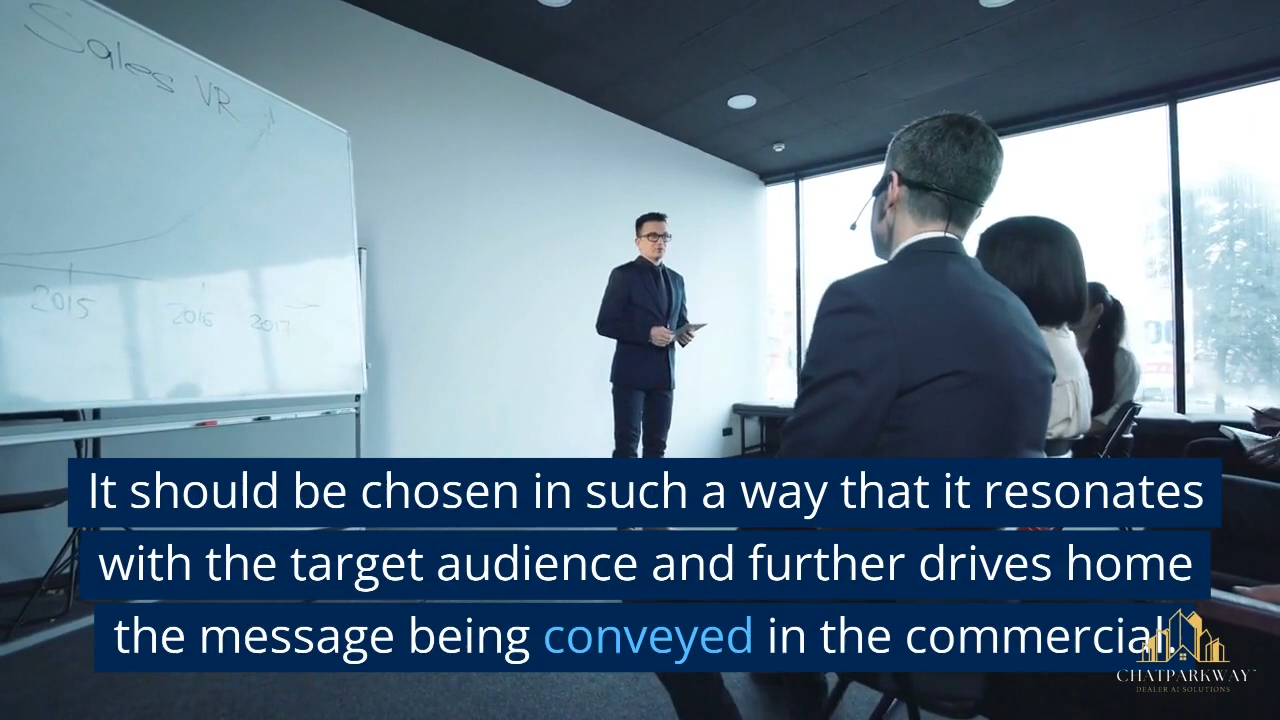 Sales VR
2015
2016
2017
It should be chosen in such a way that it resonates
with the target audience and further drives home
the message being conveyed in the commercial.
CHATPARKWAY
DEALER AI SOLUTIONS